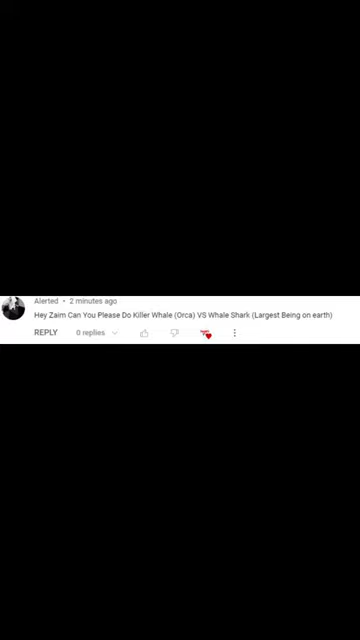 Alerted • 2 minutes ago
Hey Zaim Can You Please Do Killer Whale (Orca) VS Whale Shark (Largest Being on earth)
REPLY 0 replies